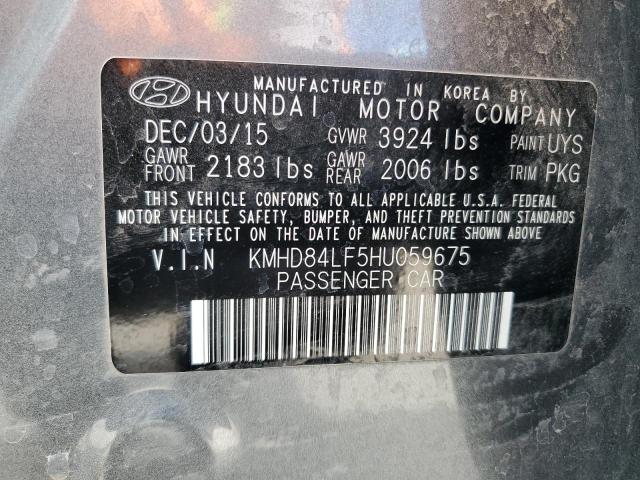 MANUFACTURED IN KOREA BY
HYUNDAI MOTOR COMPANY
DEC/03/15 GVWR 3924 lbs PAINT UYS
GAWR FRONT 2183 lbs GAWR REAR 2006 lbs TRIM PKG
THIS VEHICLE CONFORMS TO ALL APPLICABLE U.S.A. FEDERAL
MOTOR VEHICLE SAFETY, BUMPER, AND THEFT PREVENTION STANDARDS
IN EFFECT ON THE DATE OF MANUFACTURE SHOWN ABOVE.
V.I.N KMHD84LF5HU059675
PASSENGER CAR